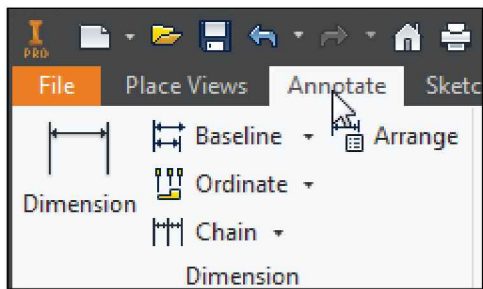 I
PRO
File Place Views Annotate Sketc
Dimension
Baseline Arrange
Ordinate
Chain
Dimension